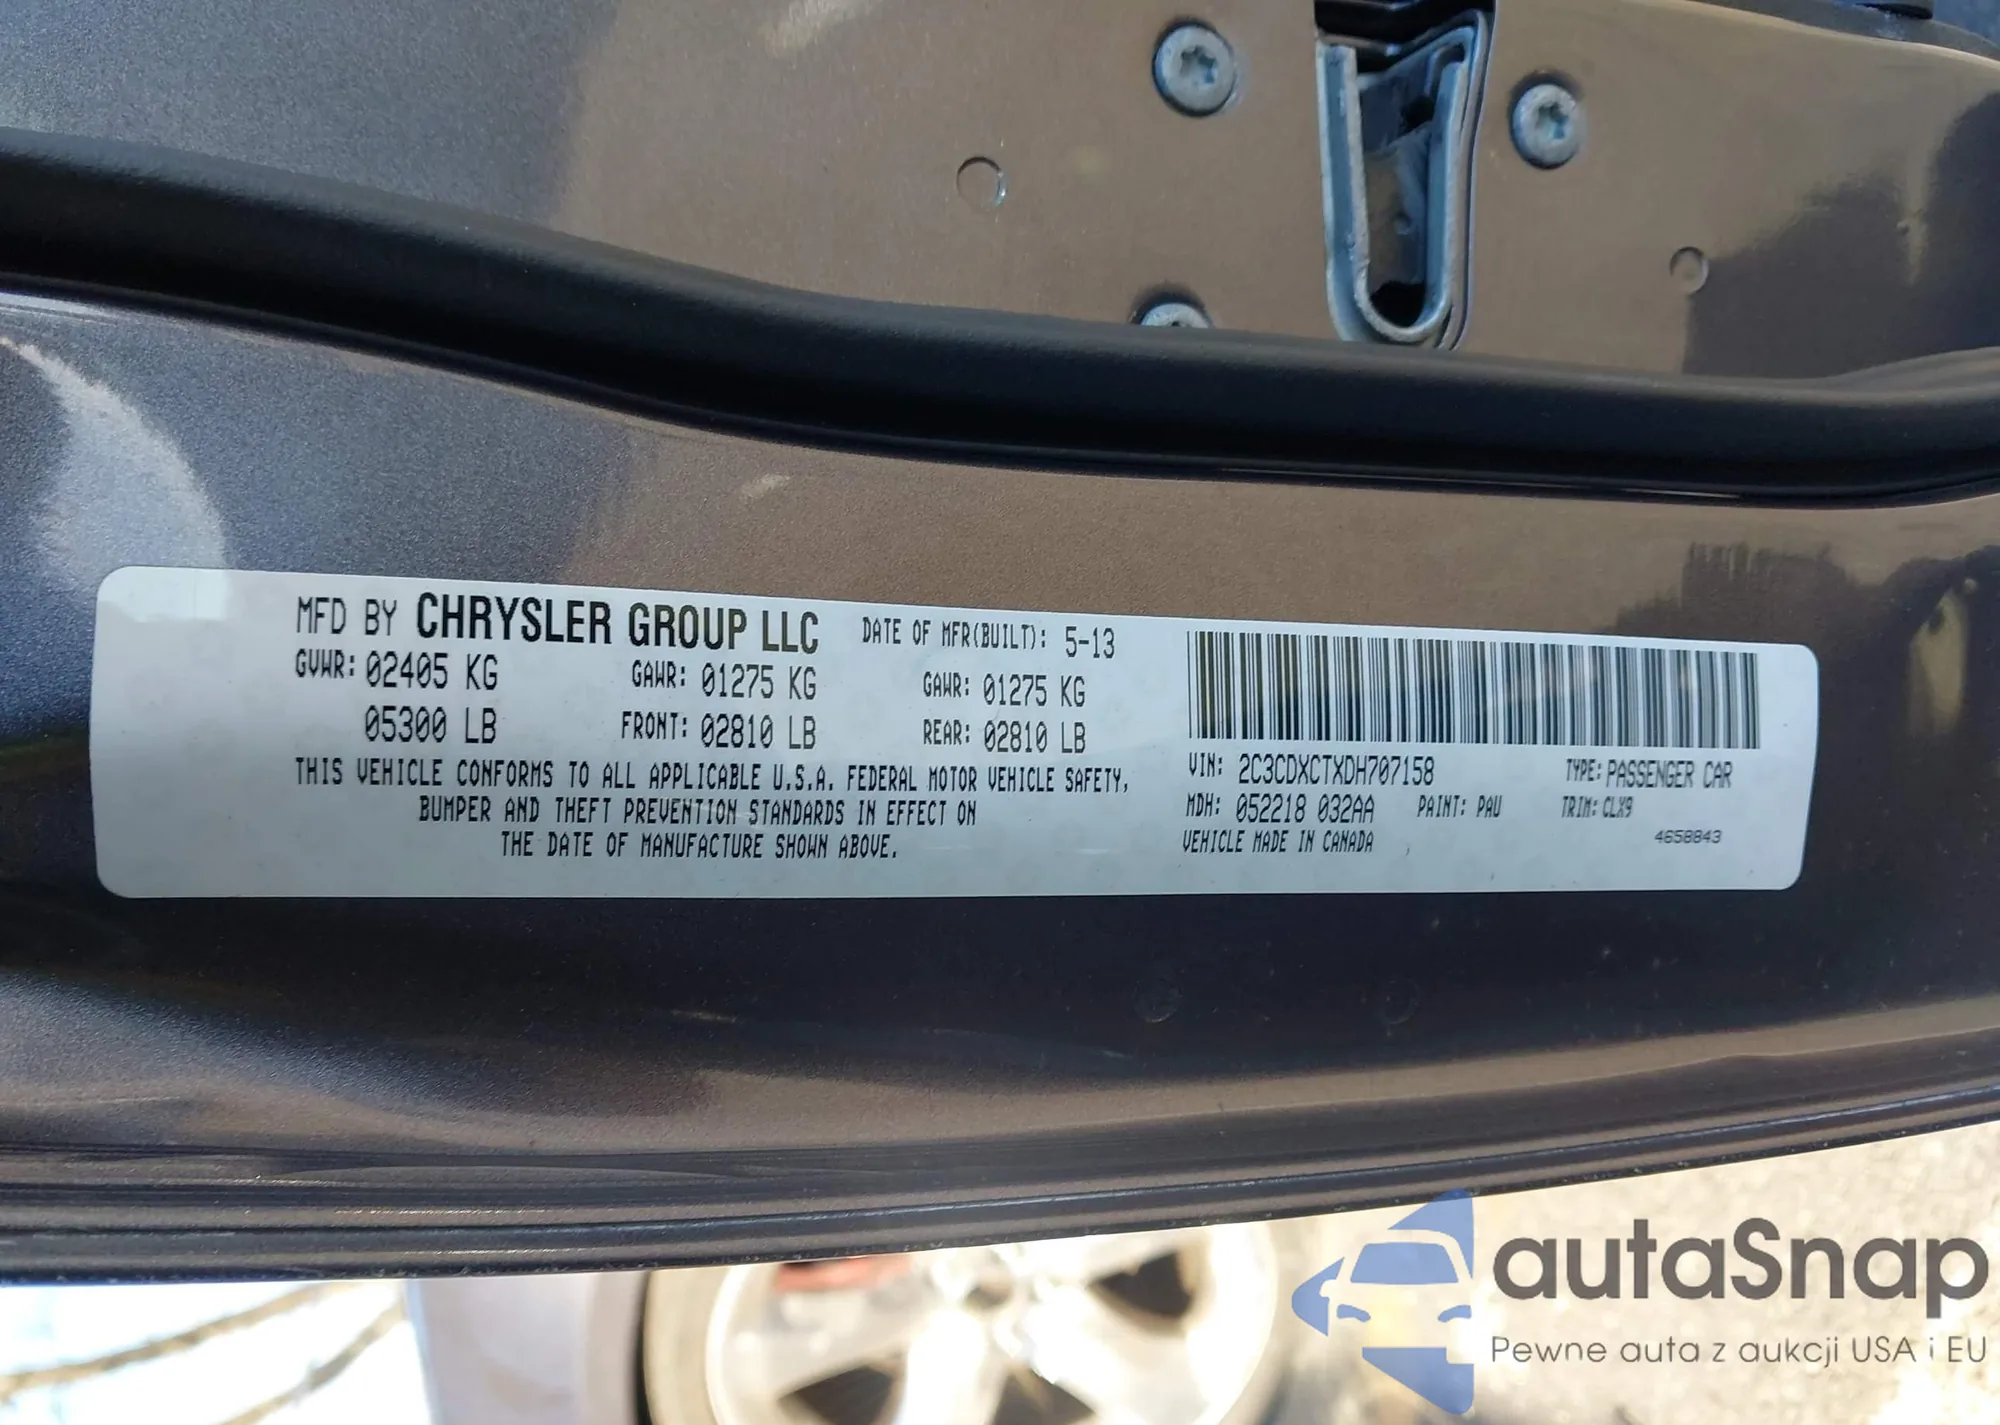 MFD BY CHRYSLER GROUP LLC DATE OF MFR(BUILT): 5-13
GVWR: 02405 KG GAWR: 01275 KG GAWR: 01275 KG
05300 LB FRONT: 02810 LB REAR: 02810 LB
THIS VEHICLE CONFORMS TO ALL APPLICABLE U.S.A. FEDERAL MOTOR VEHICLE SAFETY,
BUMPER AND THEFT PREVENTION STANDARDS IN EFFECT ON
THE DATE OF MANUFACTURE SHOWN ABOVE.
VIN: 2C3CDXCTXDH707158 TYPE: PASSENGER CAR
MDH: 052218 032AA PAINT: PAU TRIM: CLX9
VEHICLE MADE IN CANADA 4658843
autaSnap
Pewne auta z aukcji USA i EU